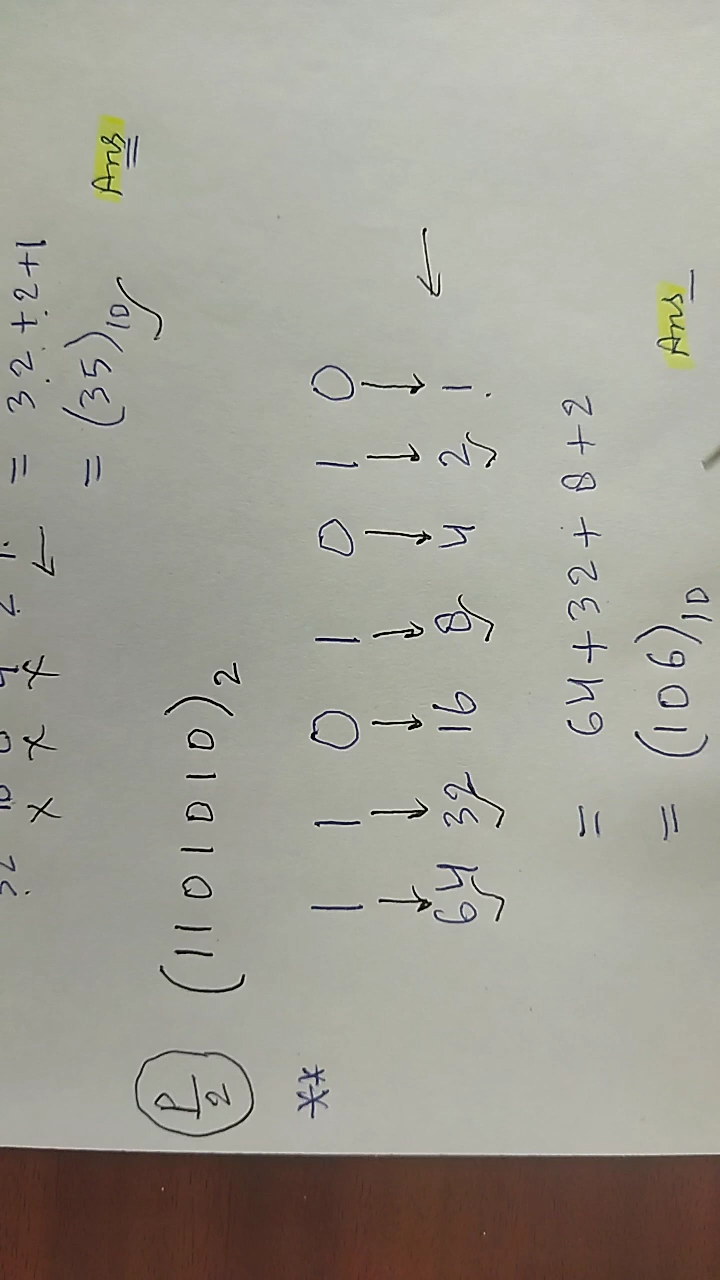 = 32 + 2 + 1
= (35)10
Ans
P/2 (1101010)2
** 1 1 0 1 0 1 0
↓ ↓ ↓ ↓ ↓ ↓ ↓
64 32 16 8 4 2 1 ←
= 64 + 32 + 8 + 2
= (106)10
Ans